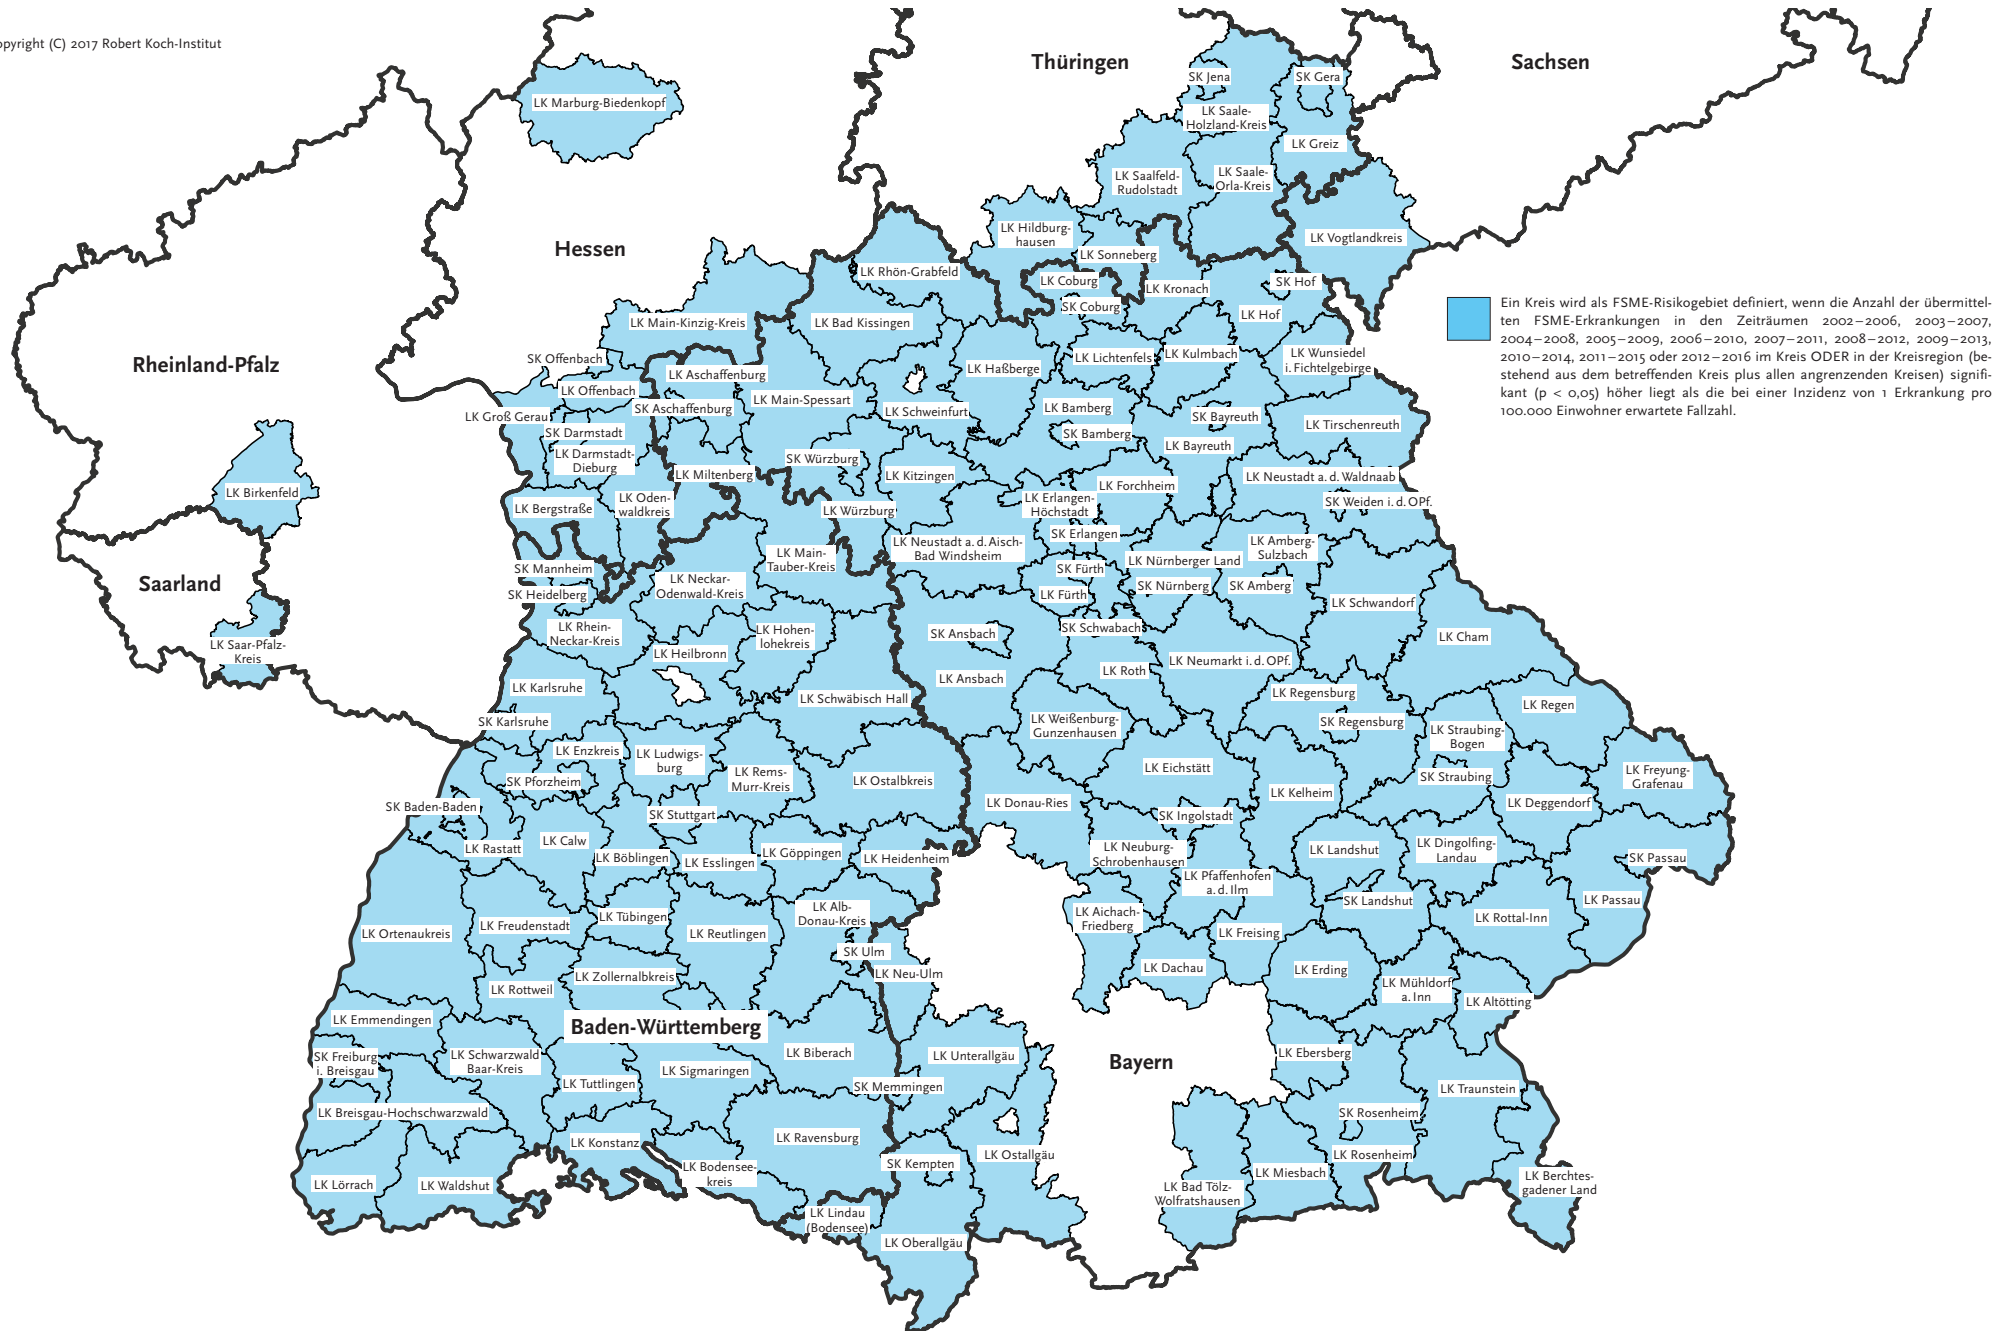 opyright (C) 2017 Robert Koch-Institut
Thüringen
Sachsen
Hessen
Rheinland-Pfalz
Saarland
Baden-Württemberg
Bayern
Ein Kreis wird als FSME-Risikogebiet definiert, wenn die Anzahl der übermittel-
ten FSME-Erkrankungen in den Zeiträumen 2002–2006, 2003–2007,
2004–2008, 2005–2009, 2006–2010, 2007–2011, 2008–2012, 2009–2013,
2010–2014, 2011–2015 oder 2012–2016 im Kreis ODER in der Kreisregion (be-
stehend aus dem betreffenden Kreis plus allen angrenzenden Kreisen) signifi-
kant (p < 0,05) höher liegt als die bei einer Inzidenz von 1 Erkrankung pro
100.000 Einwohner erwartete Fallzahl.
LK Marburg-Biedenkopf
SK Jena
SK Gera
LK Saale-
Holzland-Kreis
LK Greiz
LK Saalfeld-
Rudolstadt
LK Saale-
Orla-Kreis
LK Hildburg-
hausen
LK Vogtlandkreis
LK Sonneberg
LK Rhön-Grabfeld
LK Coburg
SK Coburg
LK Kronach
SK Hof
LK Hof
LK Main-Kinzig-Kreis
LK Bad Kissingen
SK Offenbach
LK Offenbach
LK Aschaffenburg
LK Haßberge
LK Lichtenfels
LK Kulmbach
LK Wunsiedel
i. Fichtelgebirge
LK Groß Gerau
SK Aschaffenburg
LK Main-Spessart
LK Schweinfurt
LK Bamberg
SK Bamberg
SK Bayreuth
LK Bayreuth
LK Tirschenreuth
SK Darmstadt
LK Darmstadt-
Dieburg
LK Miltenberg
SK Würzburg
LK Kitzingen
LK Forchheim
LK Neustadt a. d. Waldnaab
SK Weiden i. d. OPf.
LK Birkenfeld
LK Bergstraße
LK Oden-
waldkreis
LK Würzburg
LK Erlangen-
Höchstadt
SK Erlangen
LK Neustadt a. d. Aisch-
Bad Windsheim
LK Main-
Tauber-Kreis
LK Amberg-
Sulzbach
LK Nürnberger Land
SK Mannheim
SK Heidelberg
LK Neckar-
Odenwald-Kreis
SK Fürth
LK Fürth
SK Nürnberg
SK Amberg
LK Schwandorf
LK Rhein-
Neckar-Kreis
LK Hohen-
lohekreis
SK Ansbach
SK Schwabach
LK Cham
LK Saar-Pfalz-
Kreis
LK Heilbronn
LK Ansbach
LK Roth
LK Neumarkt i. d. OPf.
LK Karlsruhe
SK Karlsruhe
LK Schwäbisch Hall
LK Weißenburg-
Gunzenhausen
LK Regensburg
SK Regensburg
LK Regen
LK Straubing-
Bogen
LK Enzkreis
LK Ludwigs-
burg
LK Rems-
Murr-Kreis
LK Ostalbkreis
LK Eichstätt
SK Straubing
LK Freyung-
Grafenau
SK Pforzheim
LK Kelheim
LK Deggendorf
SK Baden-Baden
SK Stuttgart
LK Donau-Ries
SK Ingolstadt
LK Rastatt
LK Calw
LK Böblingen
LK Esslingen
LK Göppingen
LK Heidenheim
LK Neuburg-
Schrobenhausen
LK Landshut
LK Dingolfing-
Landau
SK Passau
LK Pfaffenhofen
a. d. Ilm
SK Landshut
LK Passau
LK Alb-
Donau-Kreis
LK Tübingen
LK Ortenaukreis
LK Freudenstadt
LK Reutlingen
LK Aichach-
Friedberg
LK Freising
LK Rottal-Inn
SK Ulm
LK Neu-Ulm
LK Dachau
LK Erding
LK Zollernalbkreis
LK Rottweil
LK Mühldorf
a. Inn
LK Altötting
LK Emmendingen
LK Schwarzwald
Baar-Kreis
SK Freiburg
i. Breisgau
LK Biberach
LK Unterallgäu
LK Ebersberg
LK Tuttlingen
LK Sigmaringen
SK Memmingen
LK Traunstein
LK Breisgau-Hochschwarzwald
SK Rosenheim
LK Konstanz
LK Ravensburg
LK Rosenheim
SK Kempten
LK Ostallgäu
LK Bodensee-
kreis
LK Lörrach
LK Waldshut
LK Miesbach
LK Bad Tölz-
Wolfratshausen
LK Berchtes-
gadener Land
LK Lindau
(Bodensee)
LK Oberallgäu